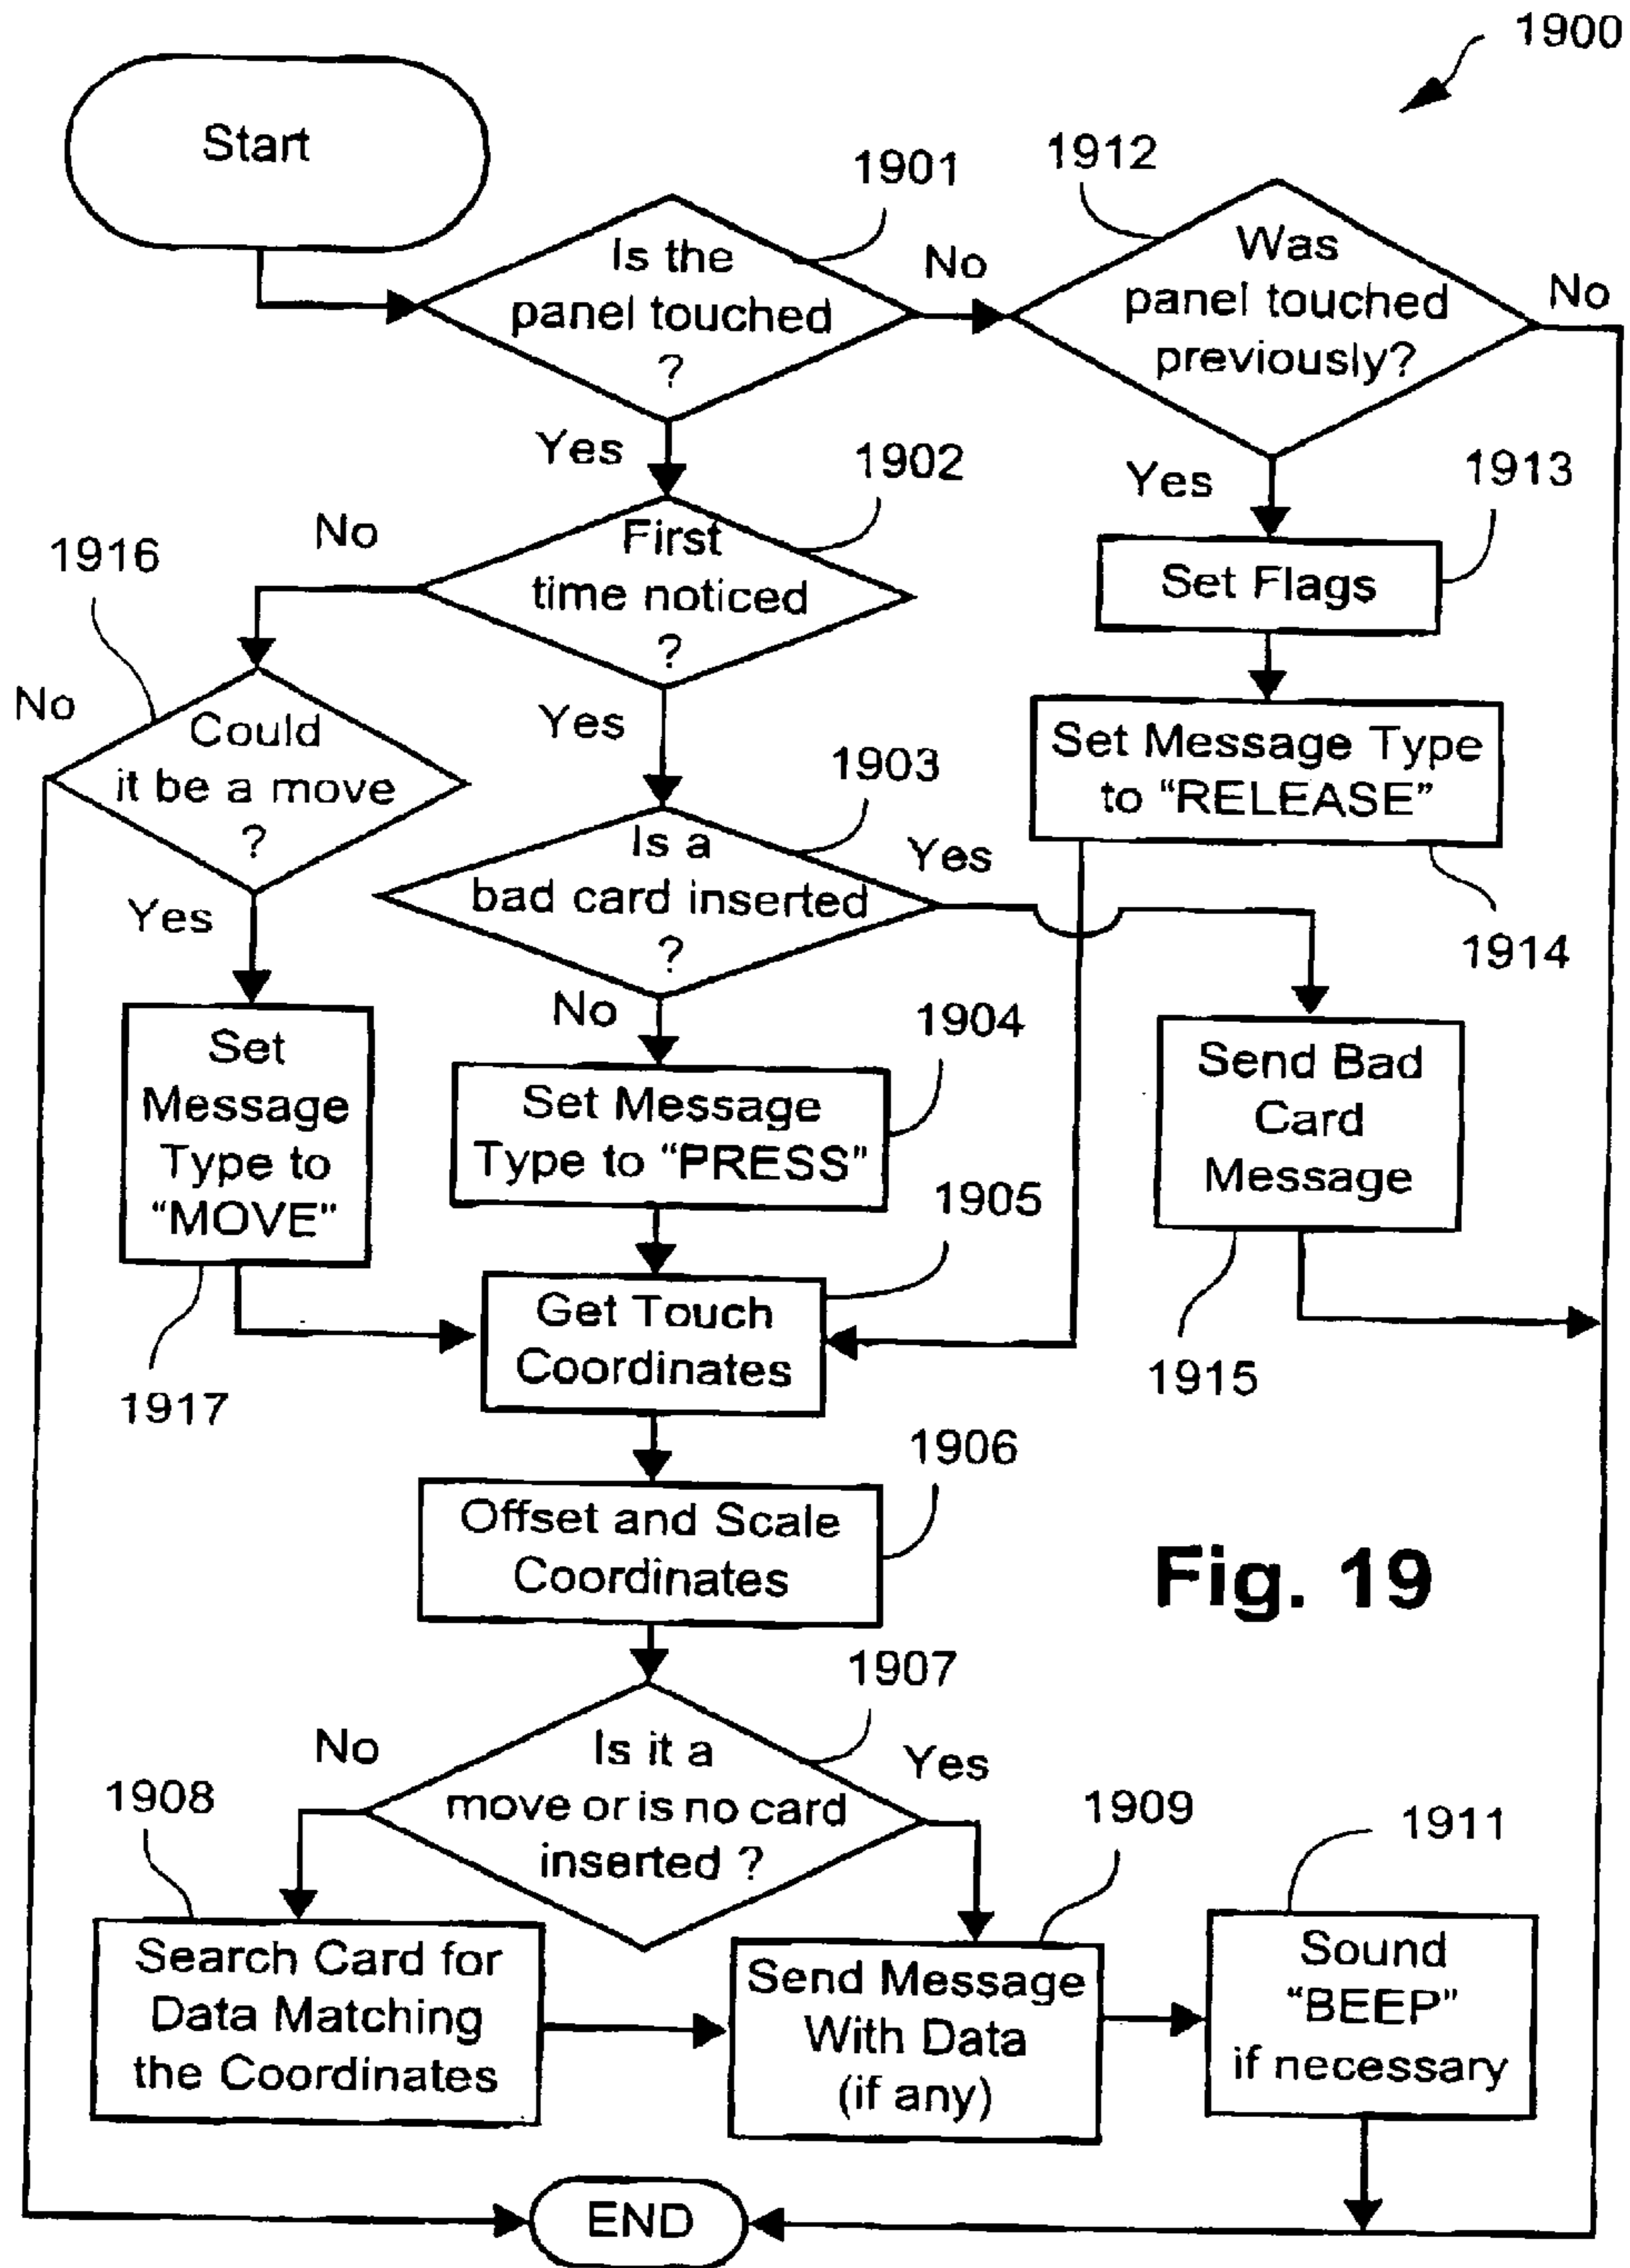 1900
Start
1901
1912
Is the
panel touched
?
No
Was
panel touched
previously?
No
Yes
1902
Yes
1913
No
First
time noticed
?
1916
Set Flags
No
Could
it be a move
?
Yes
1903
Set Message Type
to “RELEASE”
1914
Is a
bad card inserted
?
Yes
Yes
No
1904
Set
Message
Type to
“MOVE”
1917
Set Message
Type to “PRESS”
Send Bad
Card
Message
1915
1905
Get Touch
Coordinates
1906
Offset and Scale
Coordinates
Fig. 19
1907
No
Is it a
move or is no card
inserted ?
Yes
1908
1909
1911
Search Card for
Data Matching
the Coordinates
Send Message
With Data
(if any)
Sound
“BEEP”
if necessary
END